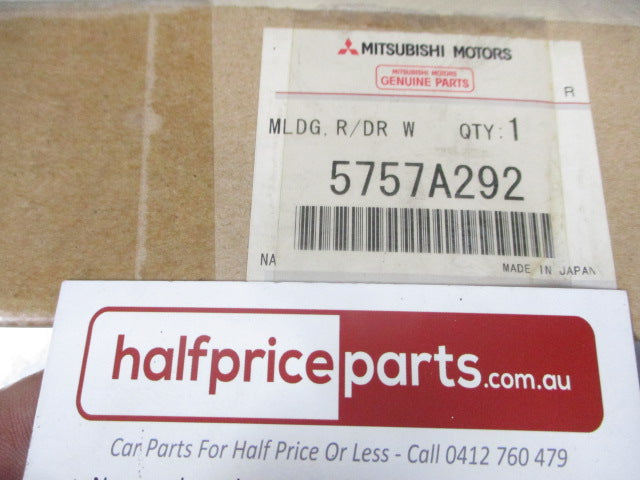 MITSUBISHI MOTORS
MITSUBISHI MOTORS
GENUINE PARTS
R
MLDG, R/DR W QTY: 1
5757A292
NA
MADE IN JAPAN
halfpriceparts.com.au
Car Parts For Half Price Or Less - Call 0412 760 479